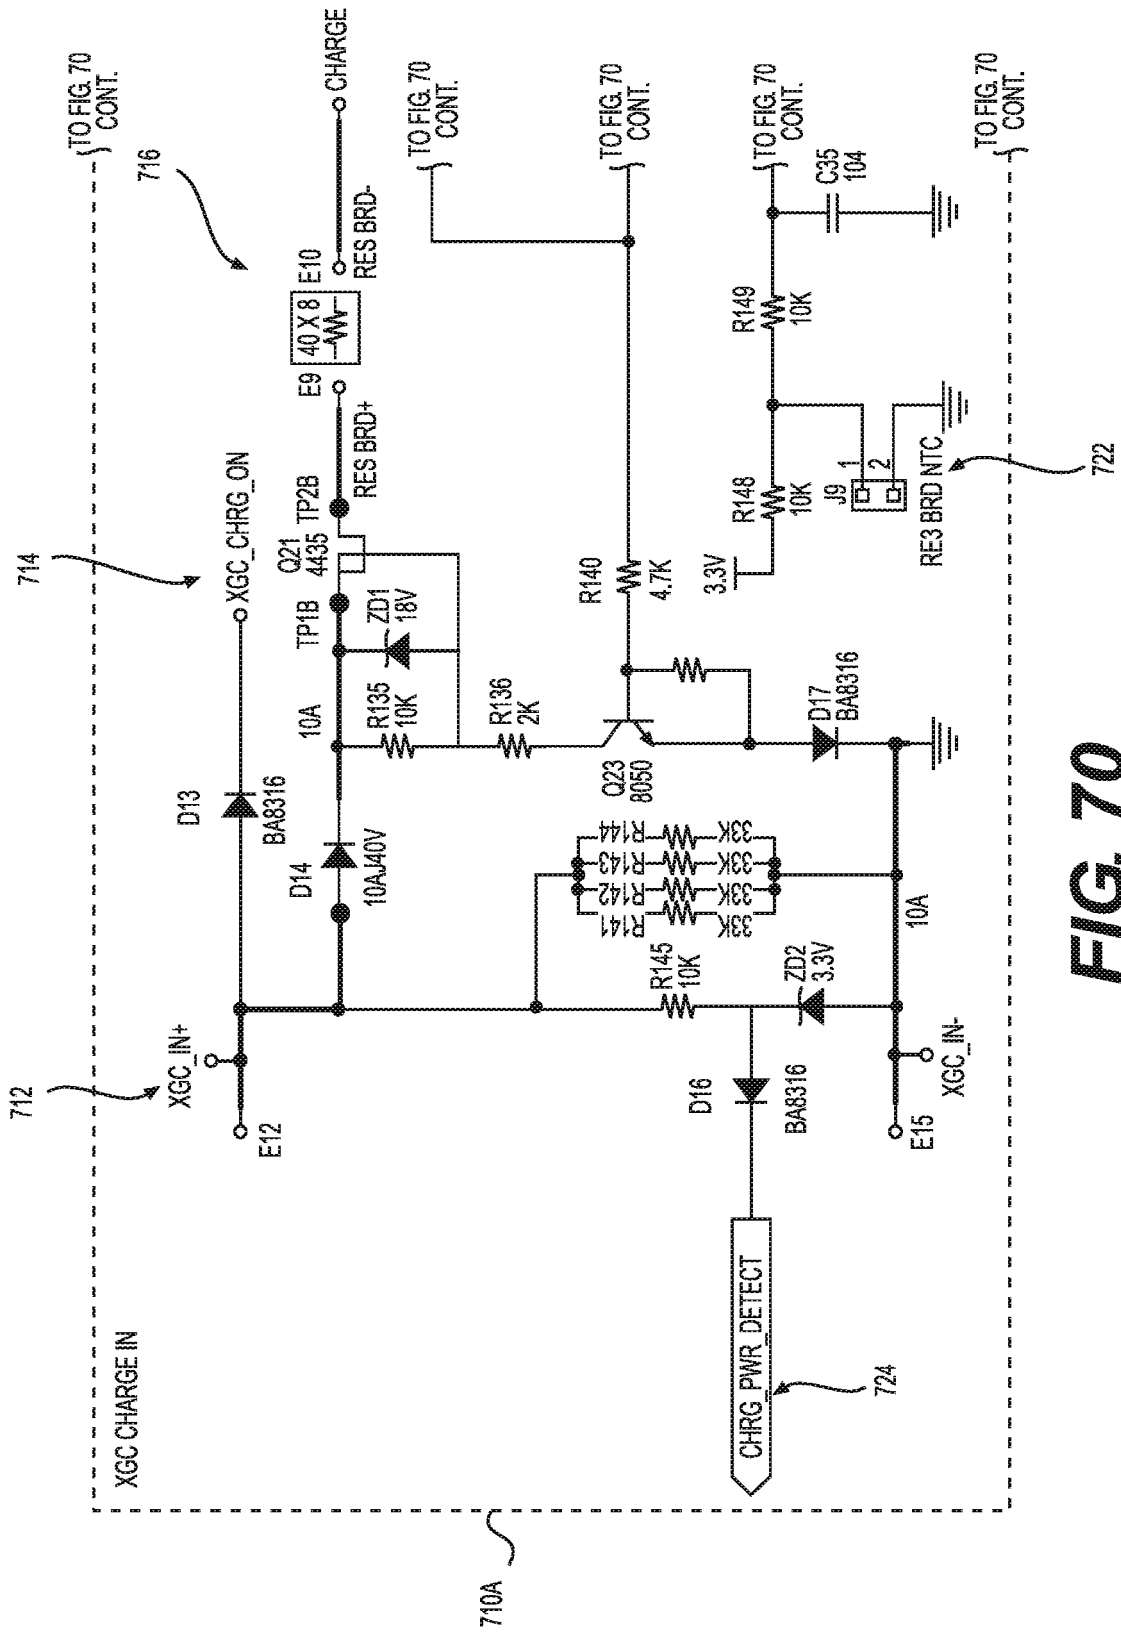 710A
XGC CHARGE IN
712
XGC_IN+
E12
D13
BA8316
714
XGC_CHRG_ON
716
TO FIG. 70
CONT.
D14
10AJ40V
10A
TP1B
Q21
4435
TP2B
RES BRD+
E9
40 X 8
E10
RES BRD-
CHARGE
R135
10K
ZD1
18V
R136
2K
TO FIG. 70
CONT.
Q23
8050
R140
4.7K
TO FIG. 70
CONT.
R141
33K
R142
33K
R143
33K
R144
33K
R145
10K
ZD2
3.3V
D16
BA8316
CHRG_PWR_DETECT
724
D17
BA8316
3.3V
R148
10K
R149
10K
TO FIG. 70
CONT.
C35
104
J9
1
2
RE3 BRD NTC
722
E15
XGC_IN-
10A
TO FIG. 70
CONT.
FIG. 70